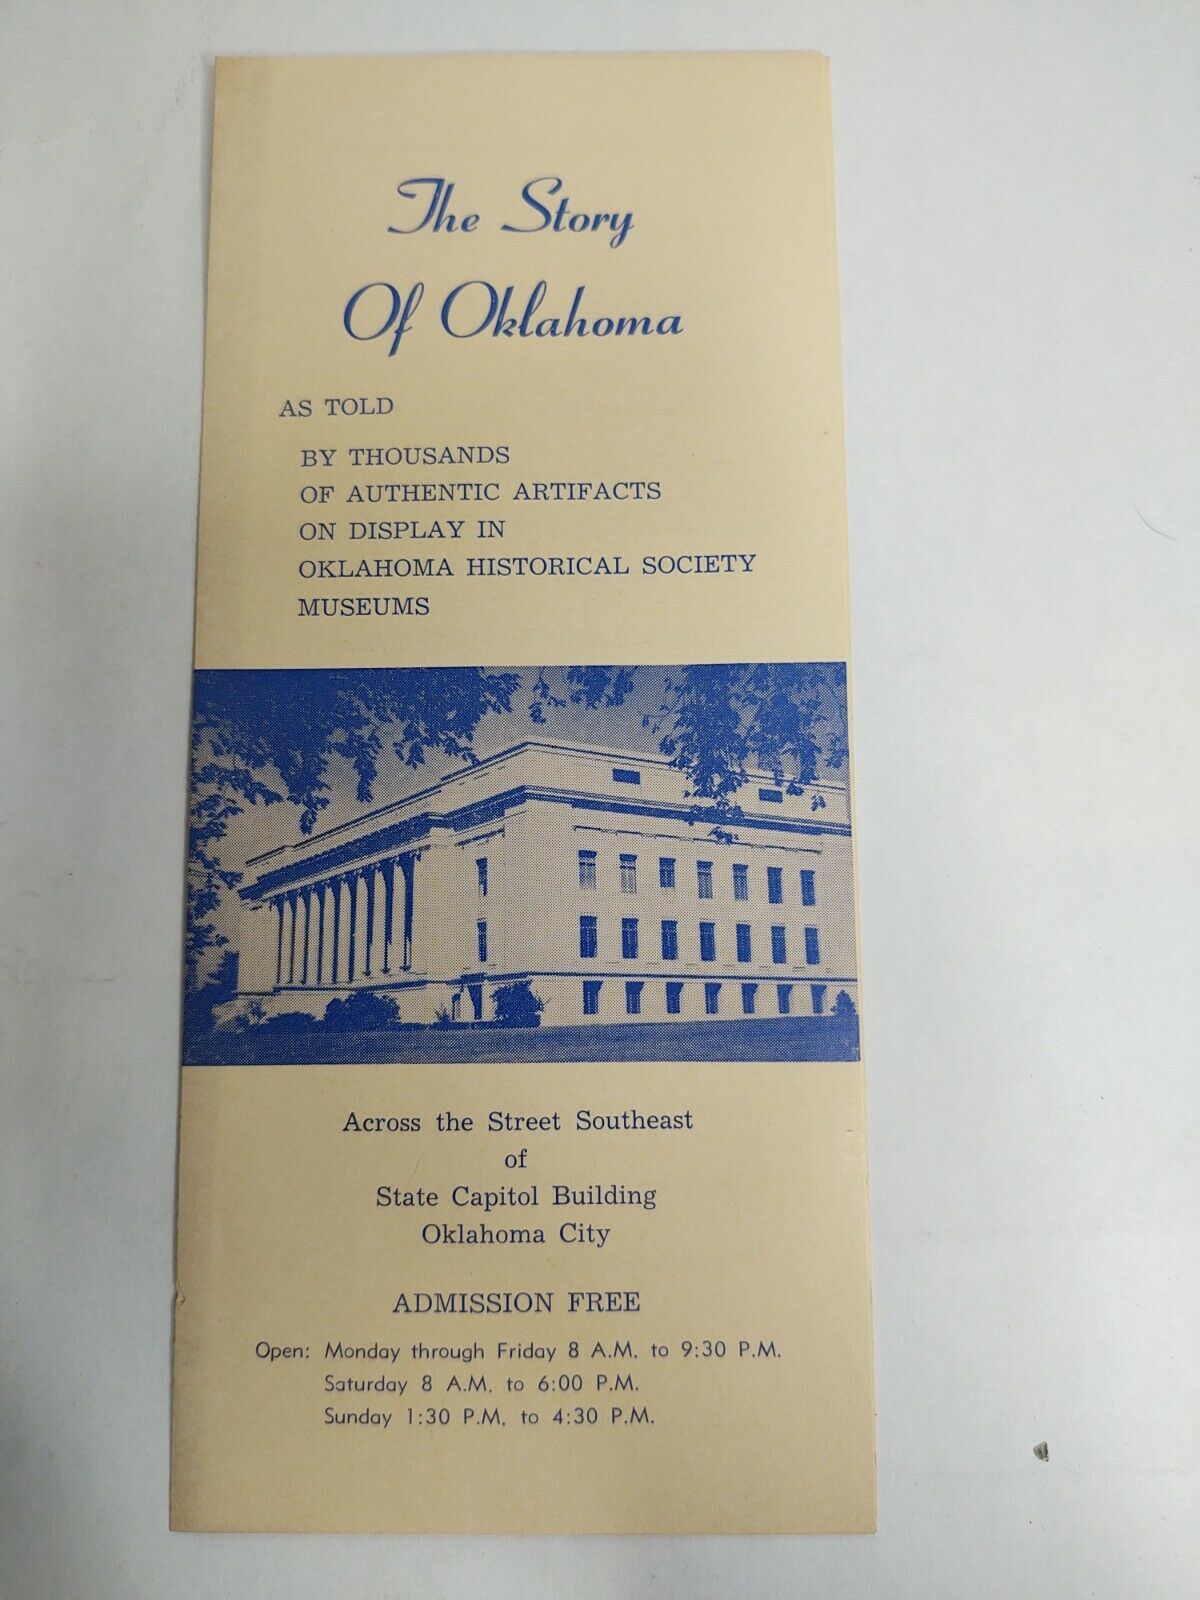 The Story
Of Oklahoma
AS TOLD
BY THOUSANDS
OF AUTHENTIC ARTIFACTS
ON DISPLAY IN
OKLAHOMA HISTORICAL SOCIETY
MUSEUMS
Across the Street Southeast
of
State Capitol Building
Oklahoma City
ADMISSION FREE
Open: Monday through Friday 8 A.M. to 9:30 P.M.
Saturday 8 A.M. to 6:00 P.M.
Sunday 1:30 P.M. to 4:30 P.M.